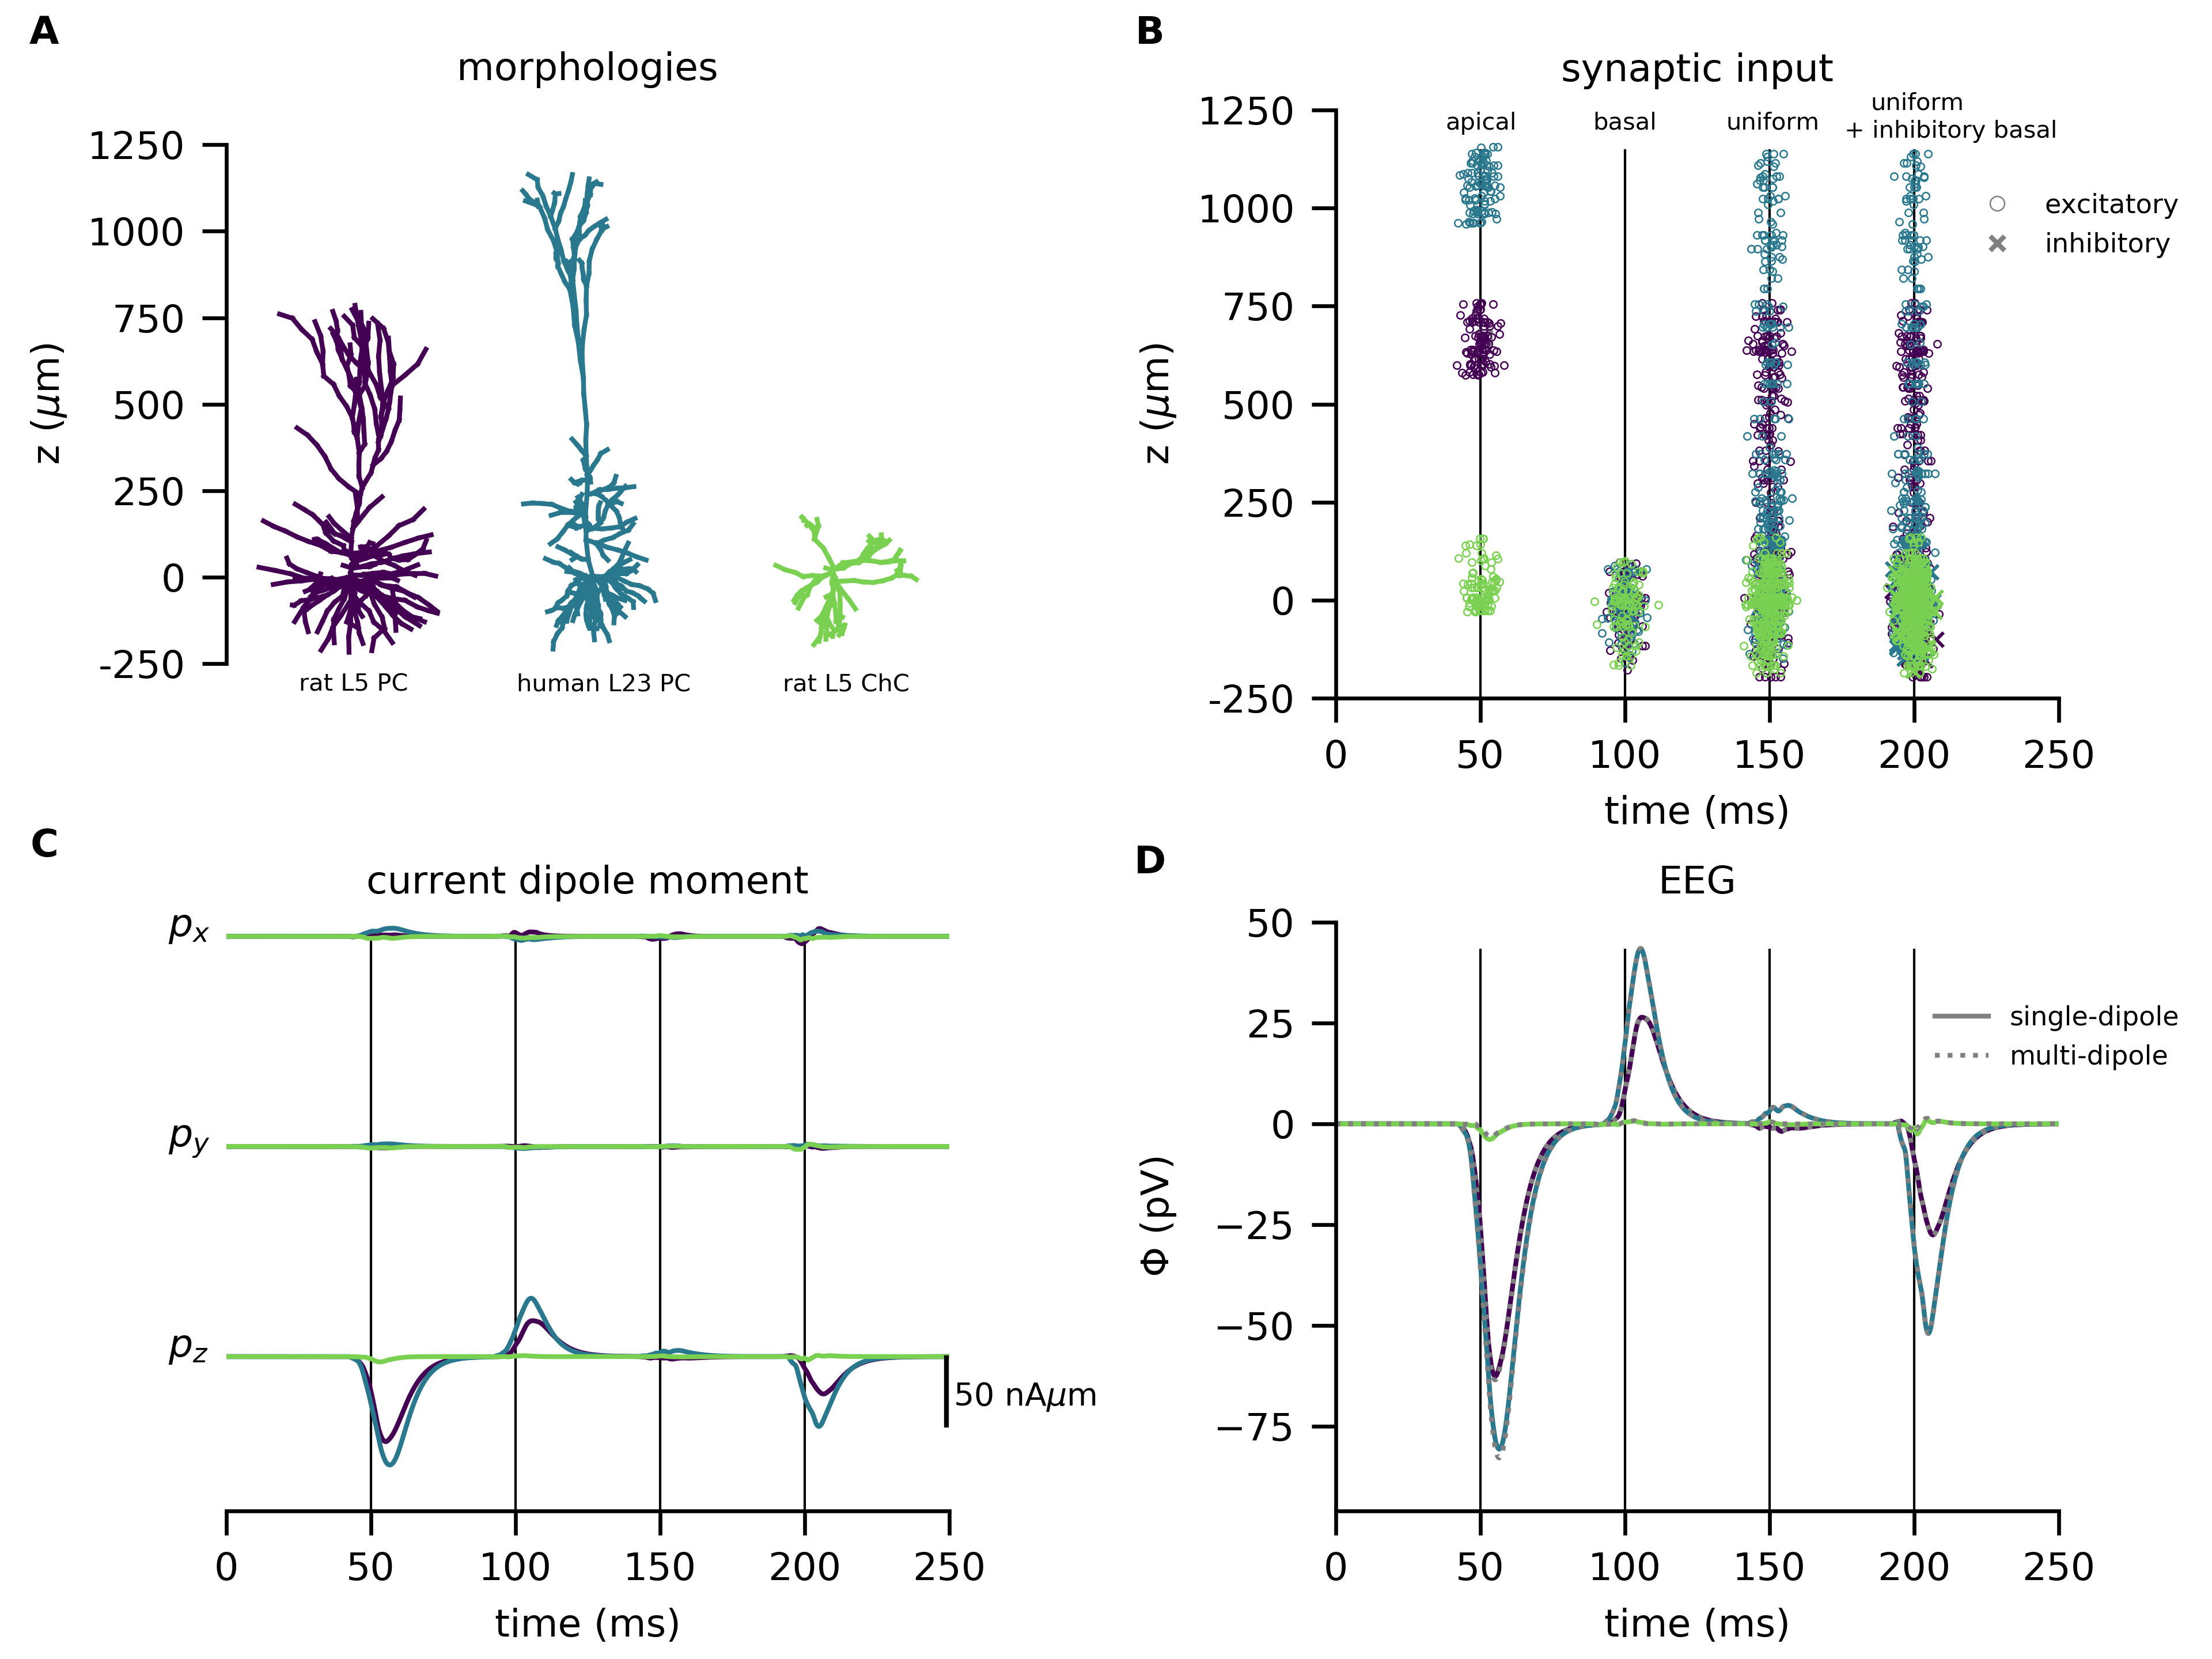 A
morphologies
1250
1000
750
500
250
0
-250
z (μm)
rat L5 PC
human L23 PC
rat L5 ChC
B
synaptic input
1250
1000
750
500
250
0
-250
z (μm)
apical
basal
uniform
uniform
+ inhibitory basal
excitatory
inhibitory
0
50
100
150
200
250
time (ms)
C
current dipole moment
px
py
pz
50 nAμm
0
50
100
150
200
250
time (ms)
D
EEG
50
25
0
−25
−50
−75
Φ (pV)
single-dipole
multi-dipole
0
50
100
150
200
250
time (ms)